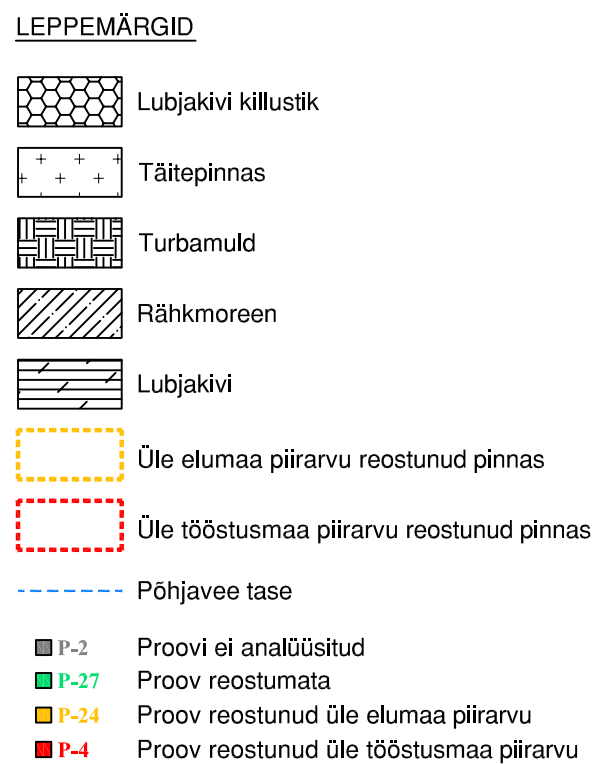 LEPPEMÄRGID
Lubjakivi killustik
Täitepinnas
Turbamuld
Rähkmoreen
Lubjakivi
Üle elumaa piirarvu reostunud pinnas
Üle tööstusmaa piirarvu reostunud pinnas
Põhjavee tase
P-2 Proovi ei analüüsitud
P-27 Proov reostumata
P-24 Proov reostunud üle elumaa piirarvu
P-4 Proov reostunud üle tööstusmaa piirarvu